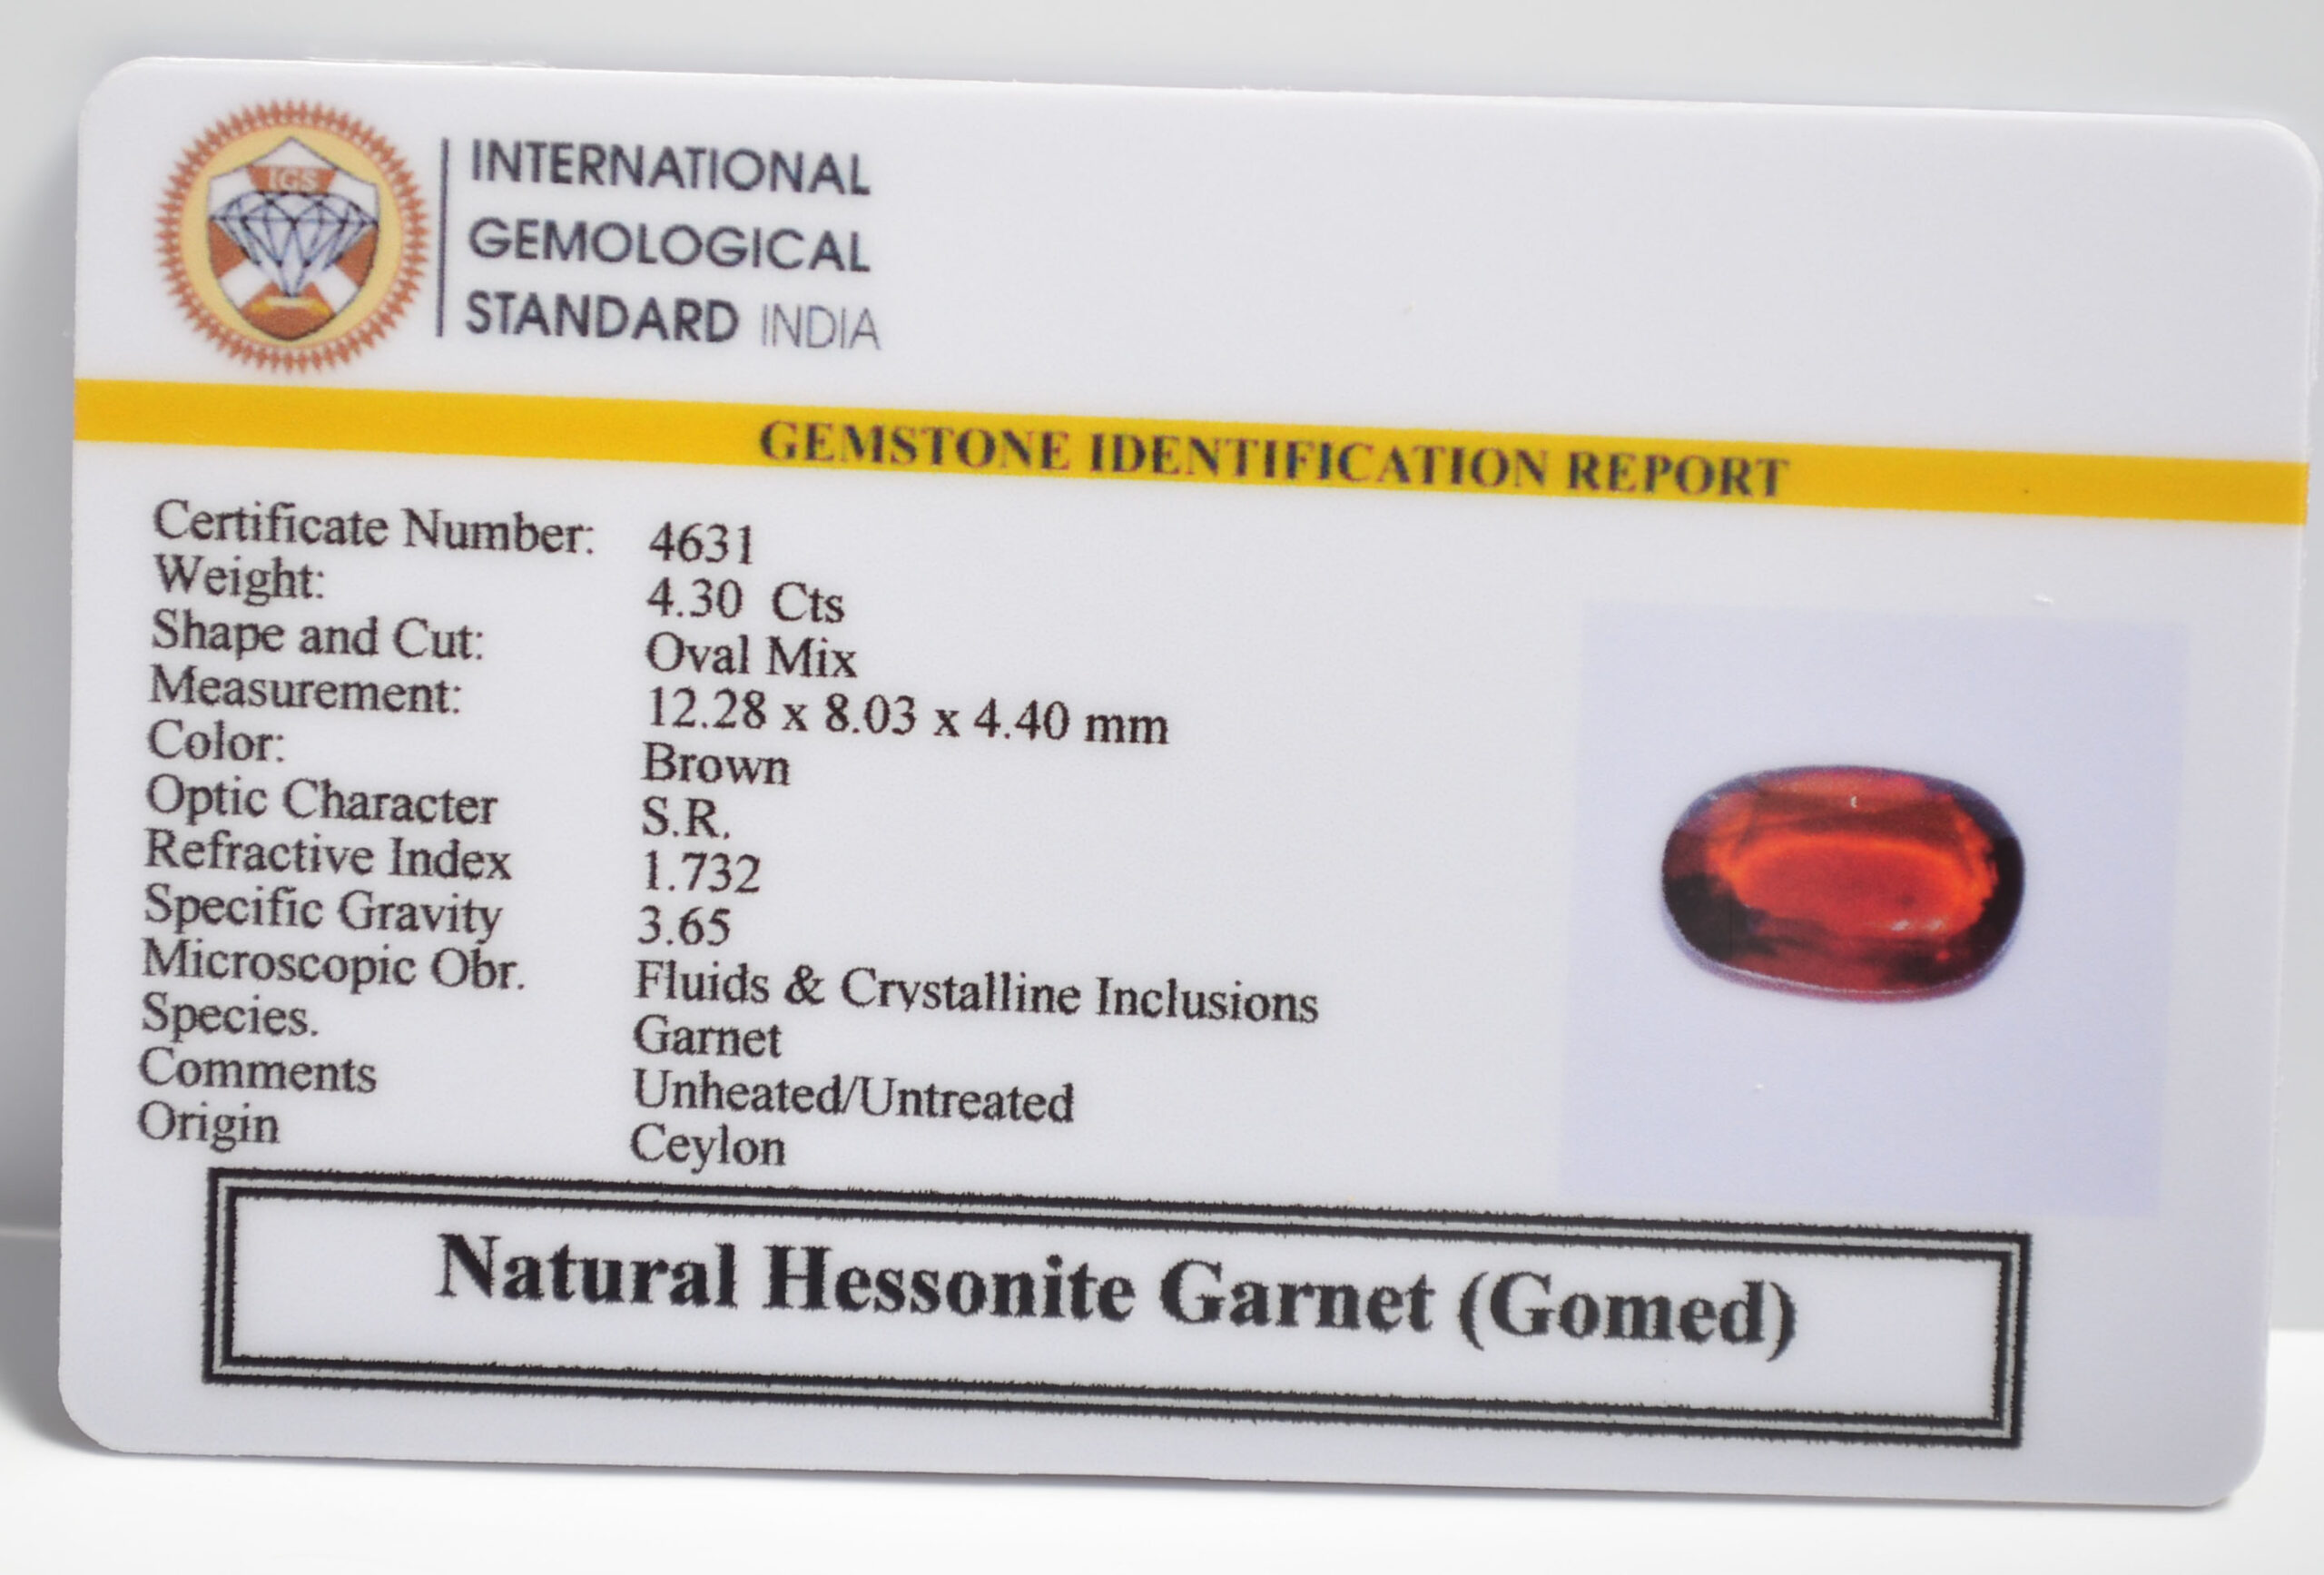 IGS
INTERNATIONAL
GEMOLOGICAL
STANDARD INDIA
GEMSTONE IDENTIFICATION REPORT
Certificate Number: 4631
Weight: 4.30 Cts
Shape and Cut: Oval Mix
Measurement: 12.28 x 8.03 x 4.40 mm
Color: Brown
Optic Character S.R.
Refractive Index 1.732
Specific Gravity 3.65
Microscopic Obr. Fluids & Crystalline Inclusions
Species. Garnet
Comments Unheated/Untreated
Origin Ceylon
Natural Hessonite Garnet (Gomed)